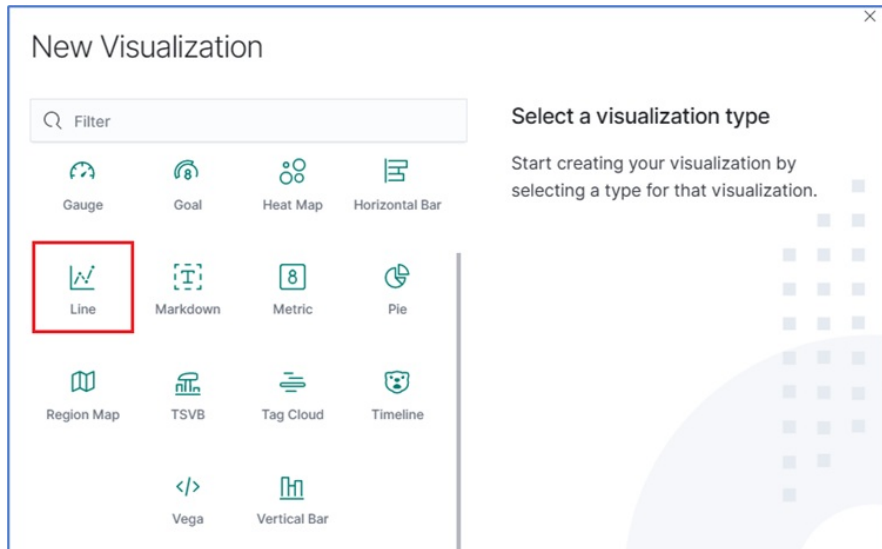 New Visualization
Filter
Select a visualization type
Start creating your visualization by
selecting a type for that visualization.
Gauge
Goal
Heat Map
Horizontal Bar
Line
Markdown
Metric
Pie
Region Map
TSVB
Tag Cloud
Timeline
Vega
Vertical Bar